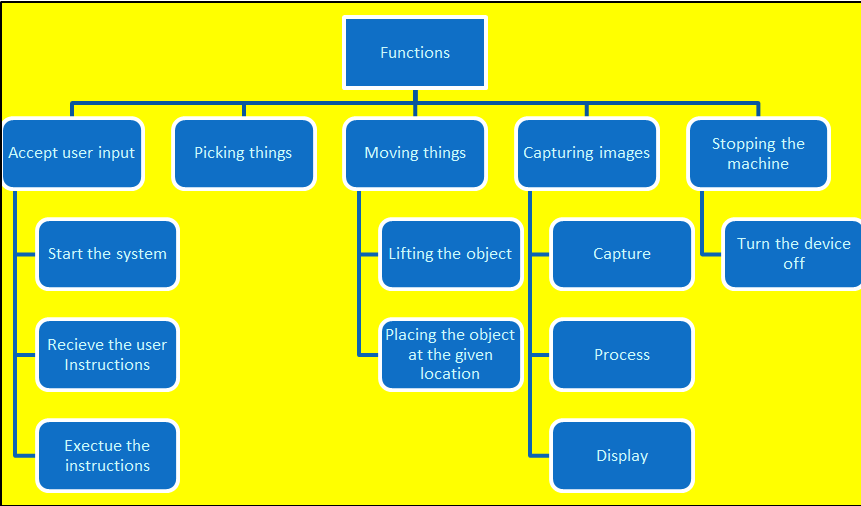 Functions
Accept user input
Picking things
Moving things
Capturing images
Stopping the
machine
Start the system
Lifting the object
Capture
Turn the device
off
Recieve the user
Instructions
Placing the object
at the given
location
Process
Exectue the
instructions
Display